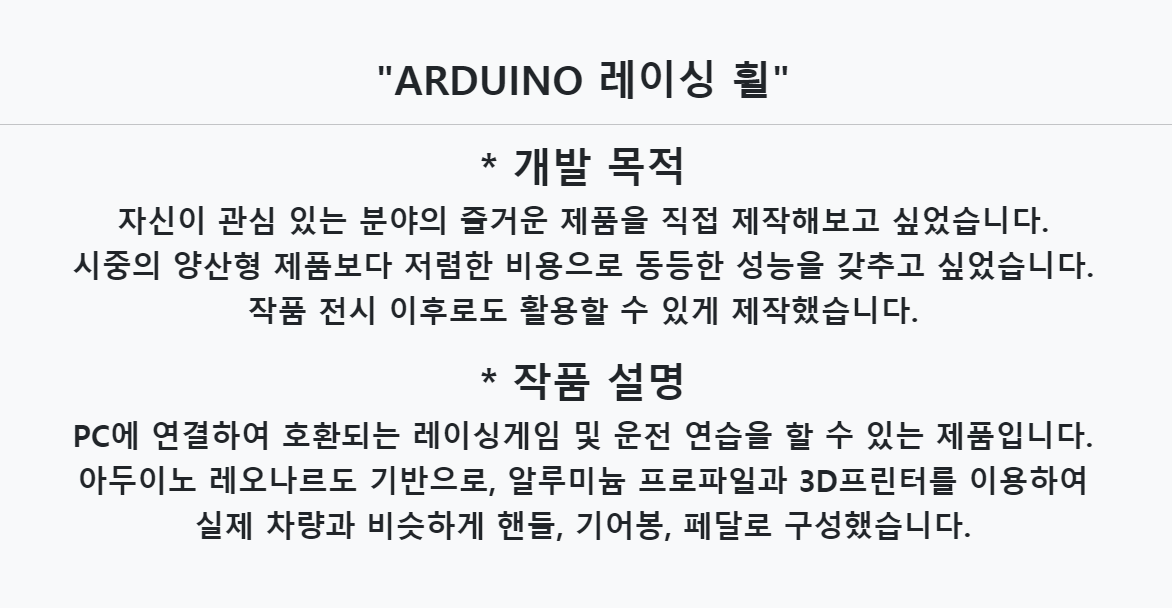 "ARDUINO 레이싱 휠"
* 개발 목적
자신이 관심 있는 분야의 즐거운 제품을 직접 제작해보고 싶었습니다.
시중의 양산형 제품보다 저렴한 비용으로 동등한 성능을 갖추고 싶었습니다.
작품 전시 이후로도 활용할 수 있게 제작했습니다.
* 작품 설명
PC에 연결하여 호환되는 레이싱게임 및 운전 연습을 할 수 있는 제품입니다.
아두이노 레오나르도 기반으로, 알루미늄 프로파일과 3D프린터를 이용하여
실제 차량과 비슷하게 핸들, 기어봉, 페달로 구성했습니다.